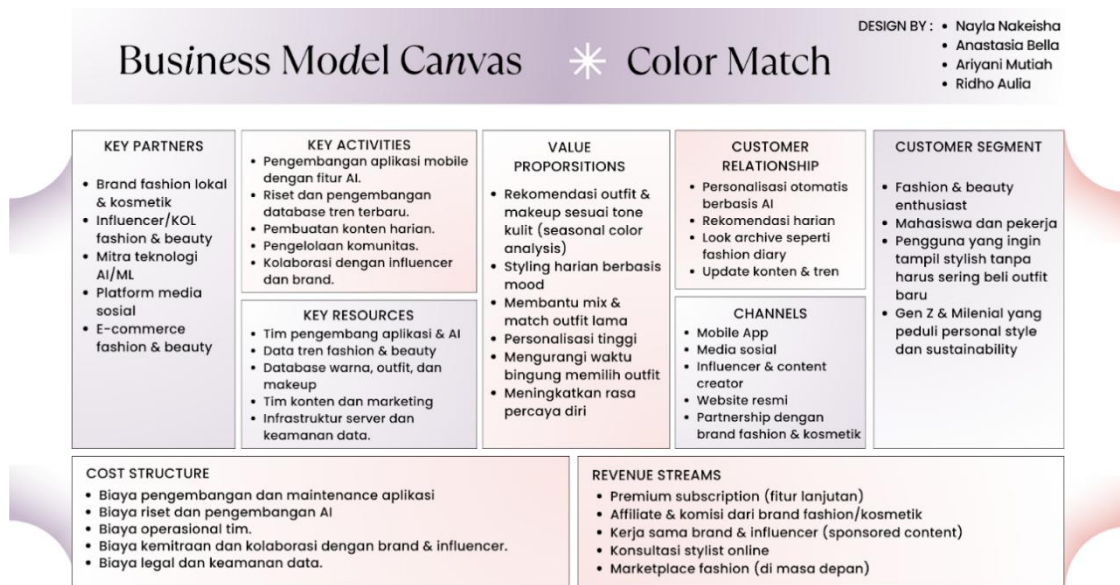 Business Model Canvas
Color Match
DESIGN BY :
• Nayla Nakeisha
• Anastasia Bella
• Ariyani Mutiah
• Ridho Aulia
KEY PARTNERS
• Brand fashion lokal
& kosmetik
• Influencer/KOL
fashion & beauty
• Mitra teknologi
AI/ML
• Platform media
sosial
• E-commerce
fashion & beauty
KEY ACTIVITIES
• Pengembangan aplikasi mobile
dengan fitur AI.
• Riset dan pengembangan
database tren terbaru.
• Pembuatan konten harian.
• Pengelolaan komunitas.
• Kolaborasi dengan influencer
dan brand.
KEY RESOURCES
• Tim pengembang aplikasi & AI
• Data tren fashion & beauty
• Database warna, outfit, dan
makeup
• Tim konten dan marketing
• Infrastruktur server dan
keamanan data.
VALUE
PROPORSITIONS
• Rekomendasi outfit &
makeup sesuai tone
kulit (seasonal color
analysis)
• Styling harian berbasis
mood
• Membantu mix &
match outfit lama
• Personalisasi tinggi
• Mengurangi waktu
bingung memilih outfit
• Meningkatkan rasa
percaya diri
CUSTOMER
RELATIONSHIP
• Personalisasi otomatis
berbasis AI
• Rekomendasi harian
• Look archive seperti
fashion diary
• Update konten & tren
CHANNELS
• Mobile App
• Media sosial
• Influencer & content
creator
• Website resmi
• Partnership dengan
brand fashion & kosmetik
CUSTOMER SEGMENT
• Fashion & beauty
enthusiast
• Mahasiswa dan pekerja
• Pengguna yang ingin
tampil stylish tanpa
harus sering beli outfit
baru
• Gen Z & Milenial yang
peduli personal style
dan sustainability
COST STRUCTURE
• Biaya pengembangan dan maintenance aplikasi
• Biaya riset dan pengembangan AI
• Biaya operasional tim.
• Biaya kemitraan dan kolaborasi dengan brand & influencer.
• Biaya legal dan keamanan data.
REVENUE STREAMS
• Premium subscription (fitur lanjutan)
• Affiliate & komisi dari brand fashion/kosmetik
• Kerja sama brand & influencer (sponsored content)
• Konsultasi stylist online
• Marketplace fashion (di masa depan)